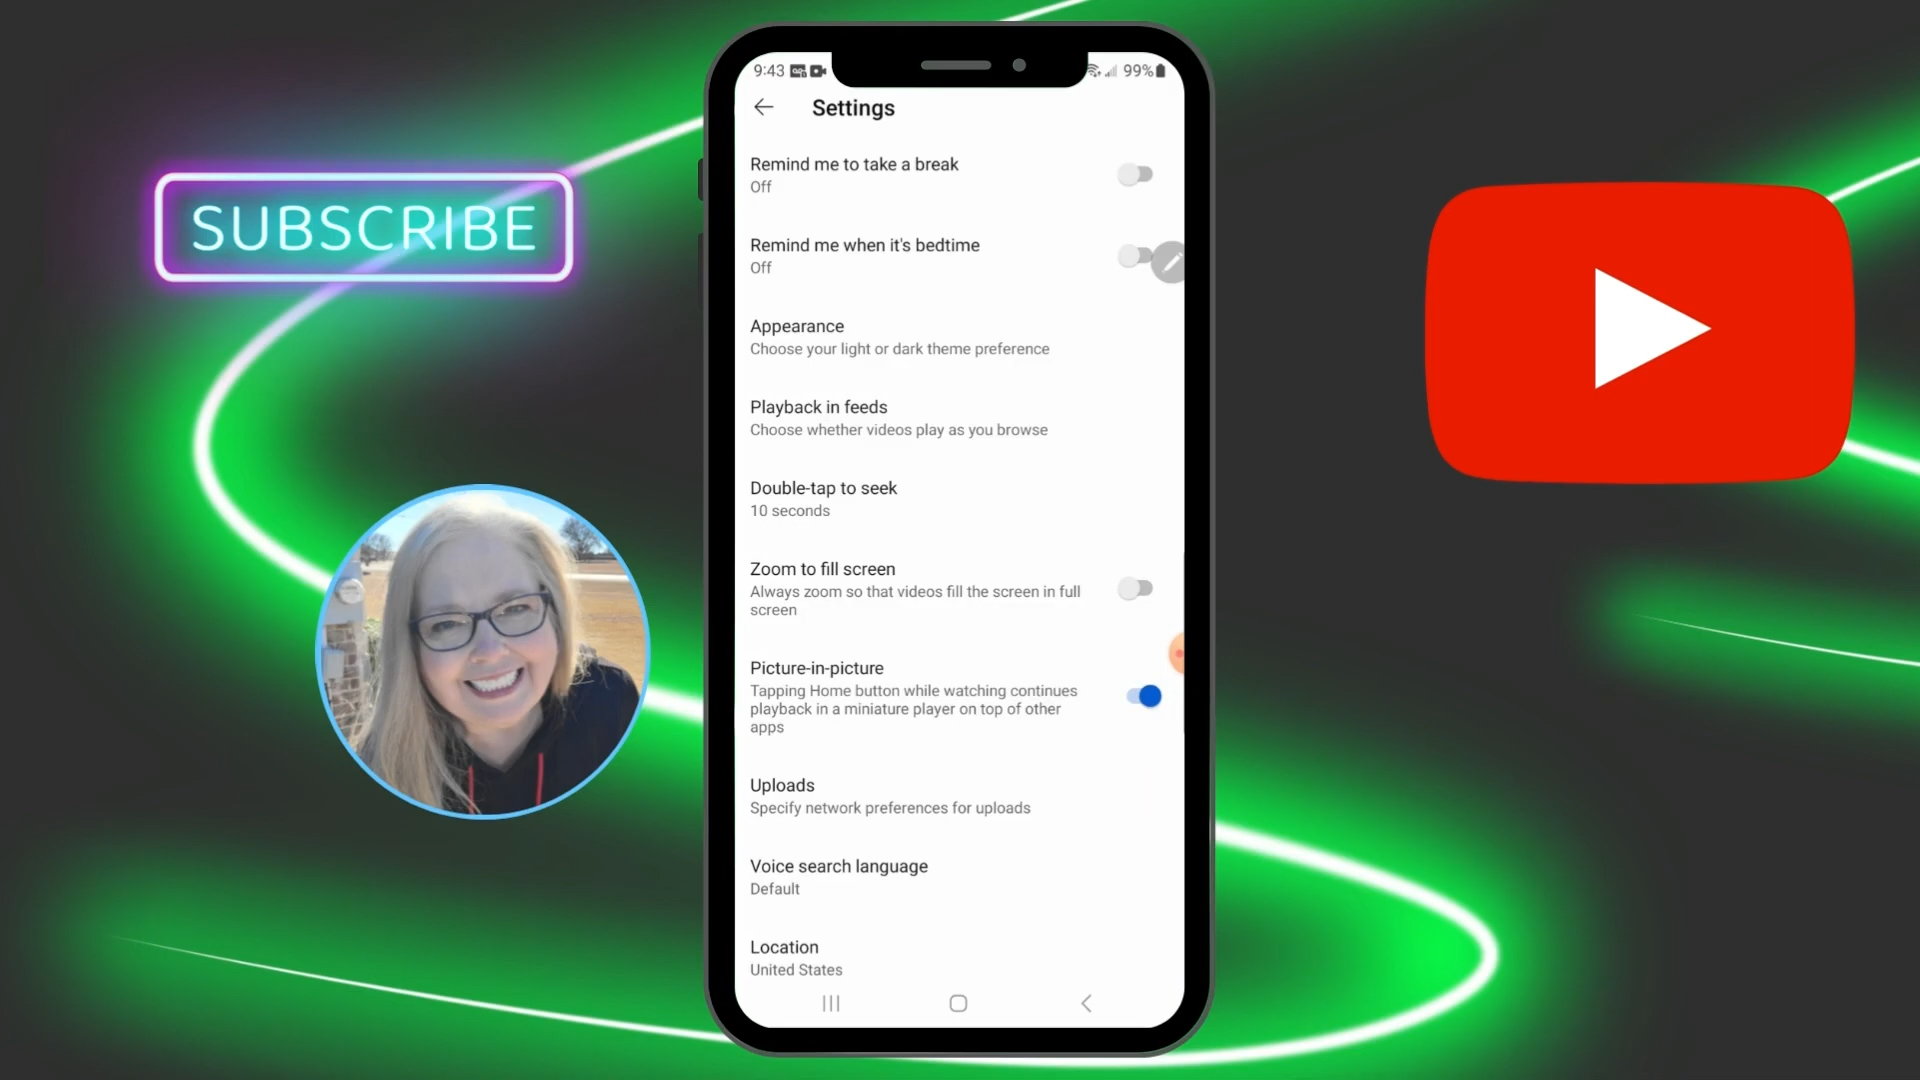 SUBSCRIBE
9:43
99%
Settings
Remind me to take a break
Off
Remind me when it's bedtime
Off
Appearance
Choose your light or dark theme preference
Playback in feeds
Choose whether videos play as you browse
Double-tap to seek
10 seconds
Zoom to fill screen
Always zoom so that videos fill the screen in full
screen
Picture-in-picture
Tapping Home button while watching continues
playback in a miniature player on top of other
apps
Uploads
Specify network preferences for uploads
Voice search language
Default
Location
United States